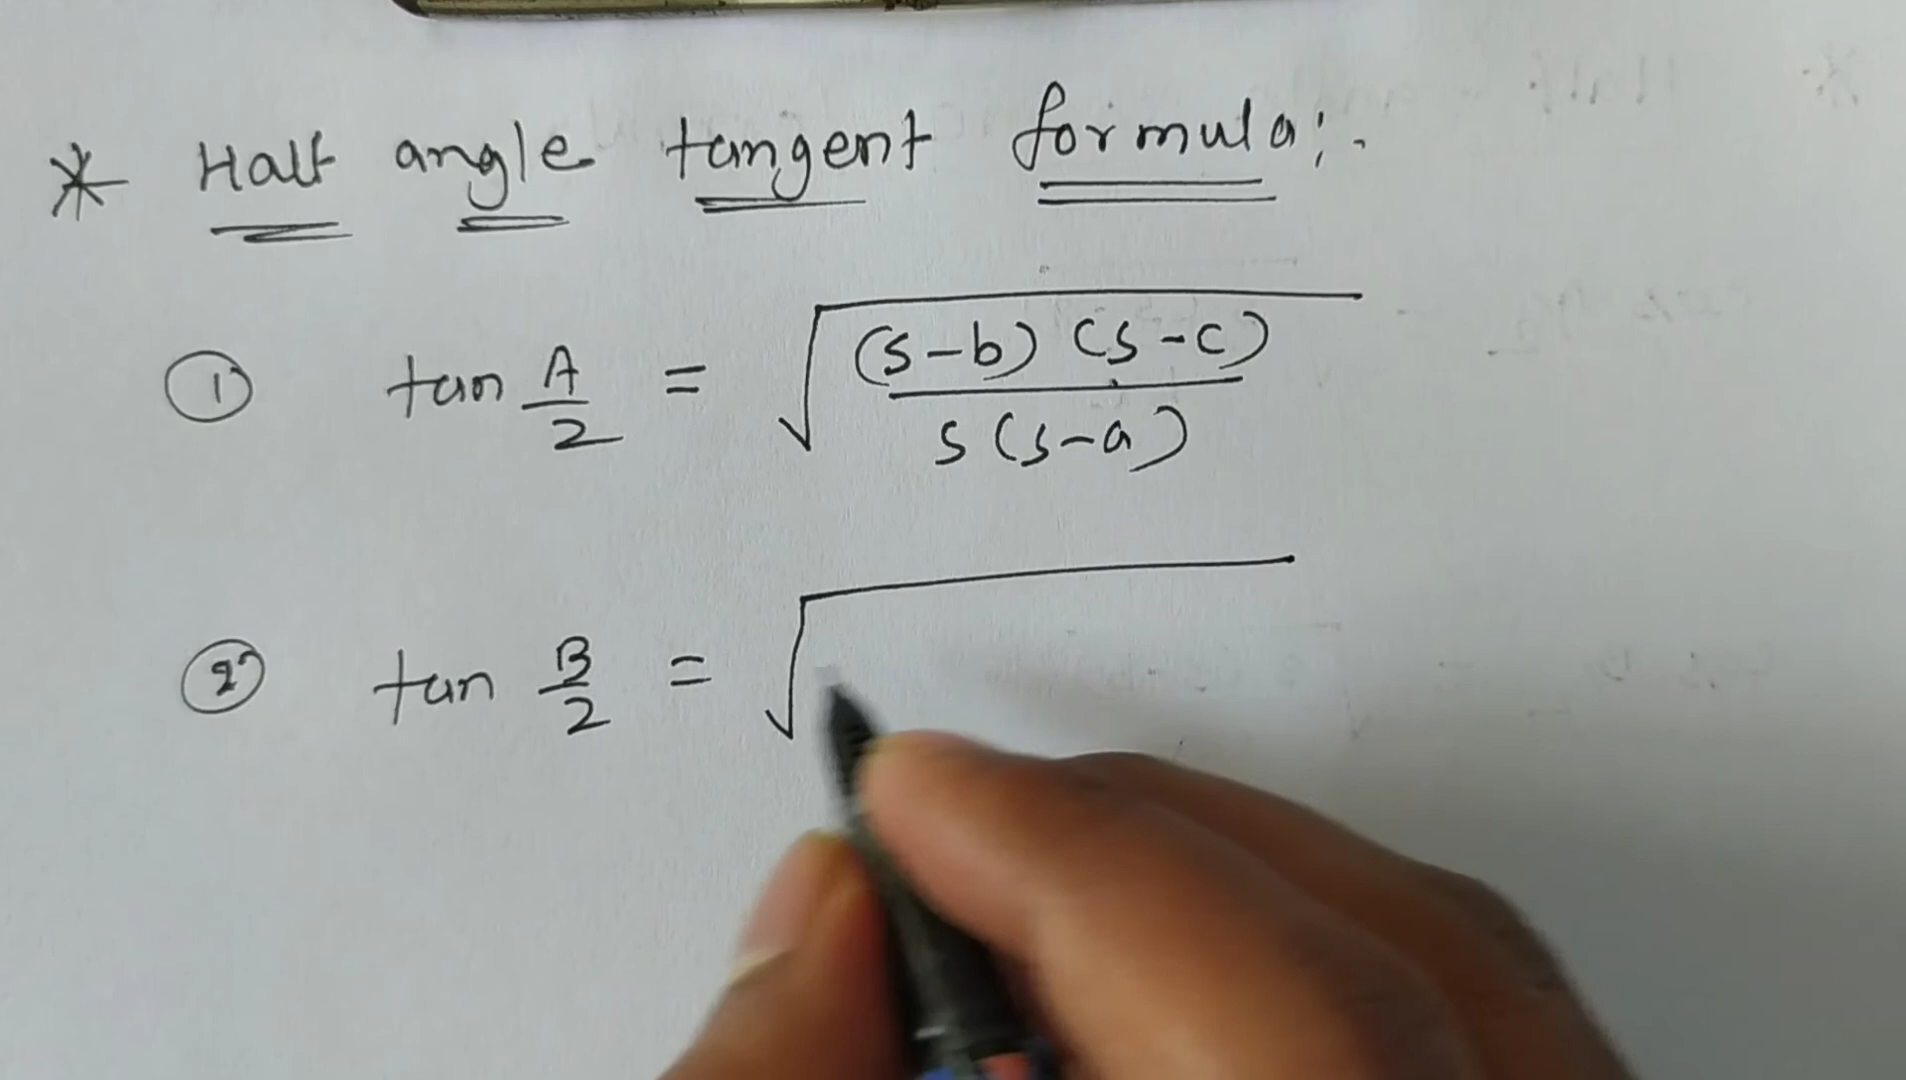 * Half angle tangent formula:-
① tan A/2 = √((s-b) (s-c) / s(s-a))
② tan B/2 = √